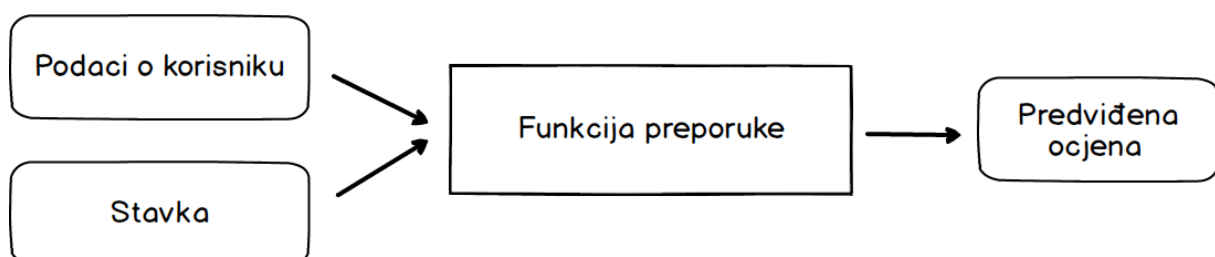 Podaci o korisniku
Stavka
Funkcija preporuke
Predviđena
ocjena